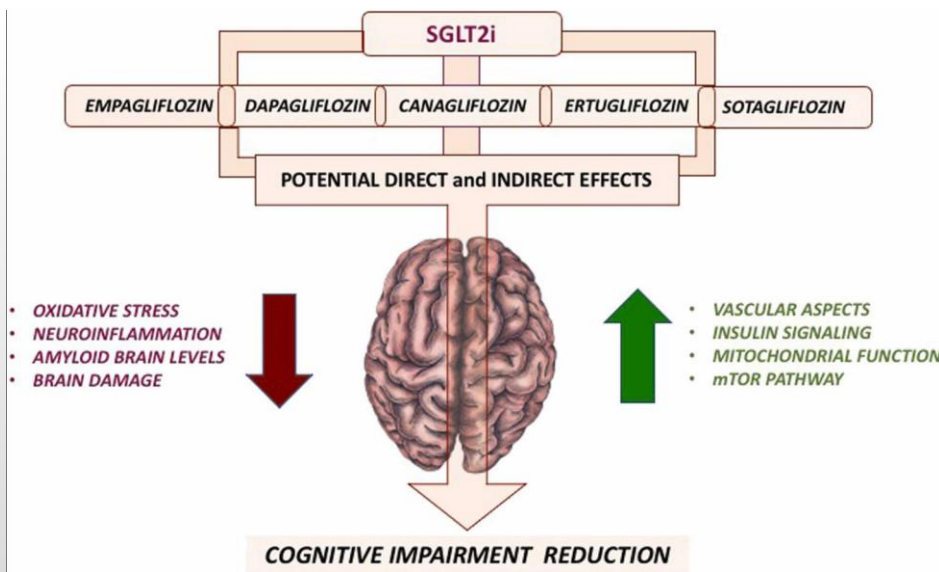 SGLT2i
EMPAGLIFLOZIN DAPAGLIFLOZIN CANAGLIFLOZIN ERTUGLIFLOZIN SOTAGLIFLOZIN
POTENTIAL DIRECT and INDIRECT EFFECTS
• OXIDATIVE STRESS
• NEUROINFLAMMATION
• AMYLOID BRAIN LEVELS
• BRAIN DAMAGE
• VASCULAR ASPECTS
• INSULIN SIGNALING
• MITOCHONDRIAL FUNCTION
• mTOR PATHWAY
COGNITIVE IMPAIRMENT REDUCTION